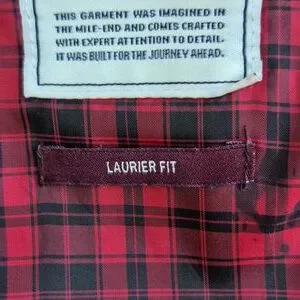 THIS GARMENT WAS IMAGINED IN
THE MILE-END AND COMES CRAFTED
WITH EXPERT ATTENTION TO DETAIL.
IT WAS BUILT FOR THE JOURNEY AHEAD.
LAURIER FIT